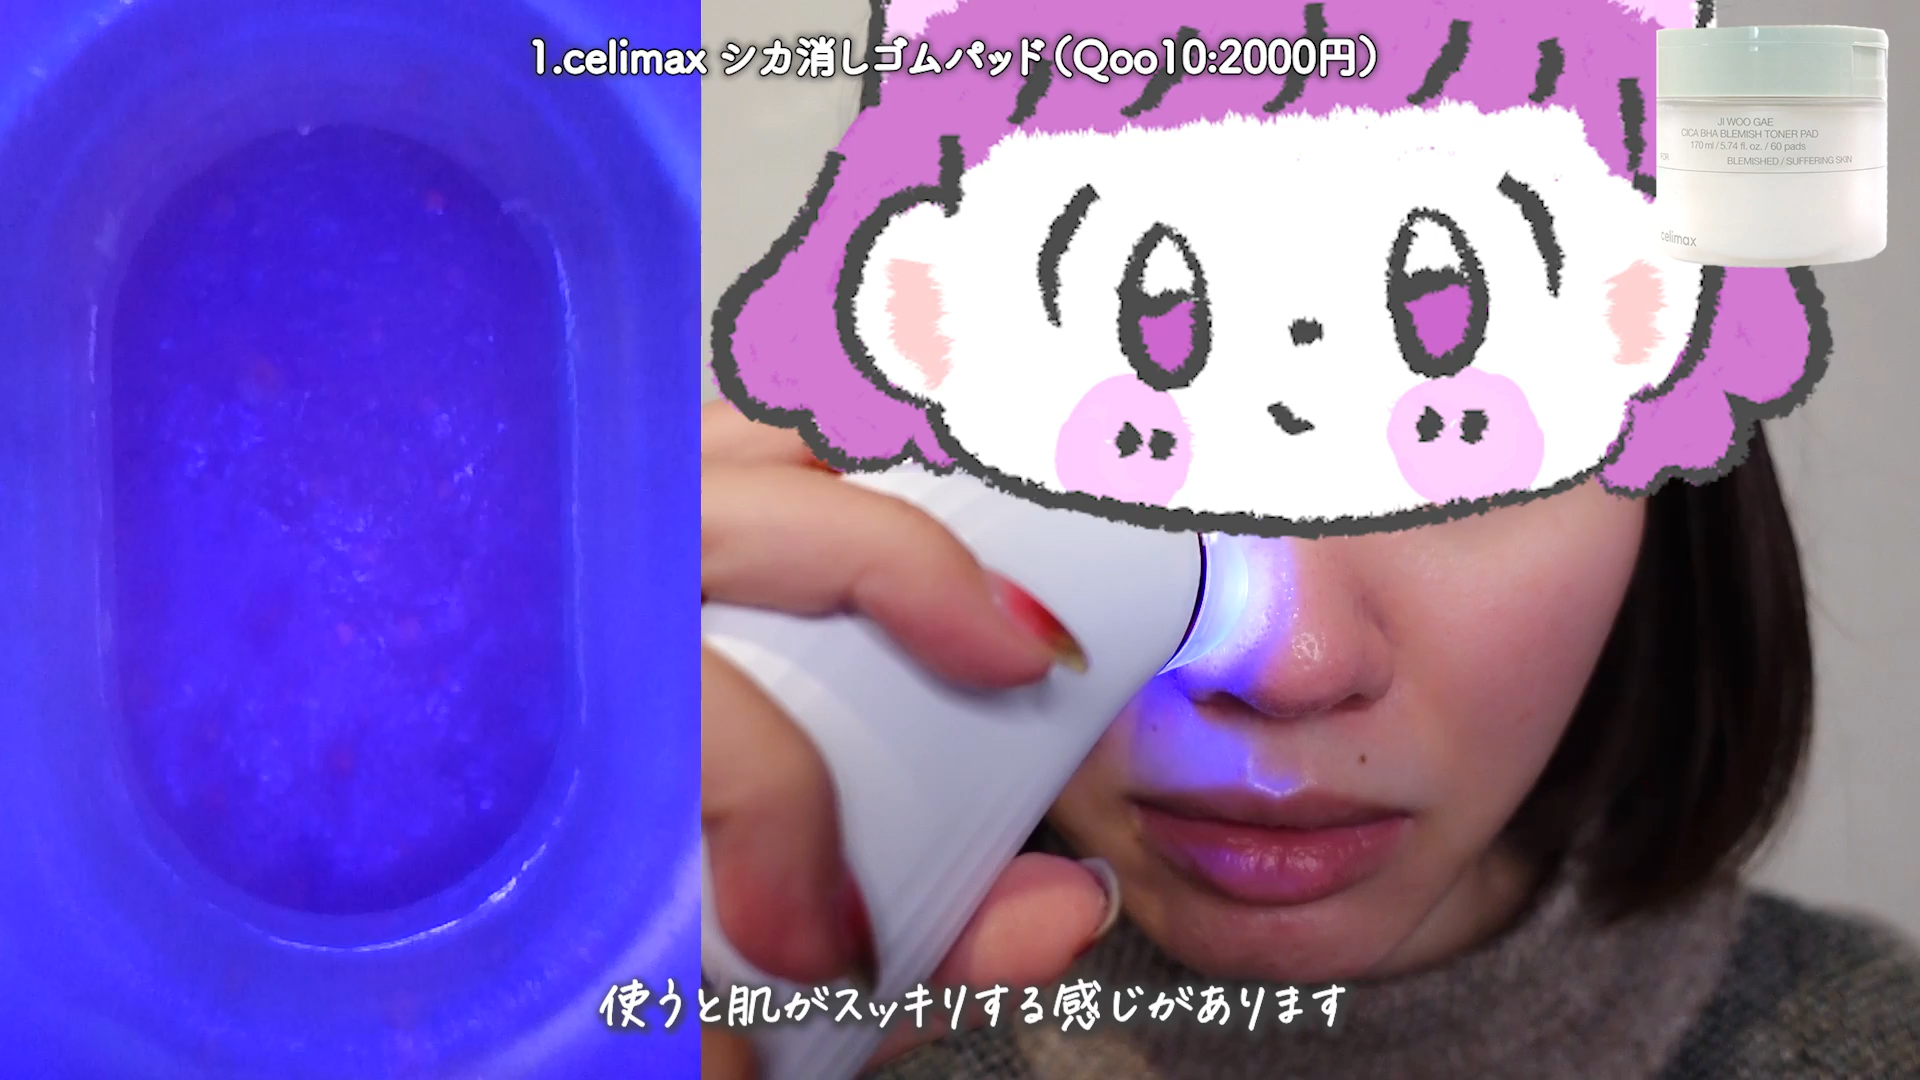 1.celimax シカ消しゴムパッド（Qoo10:2000円）
JI WOO GAE
CICA BHA BLEMISH TONER PAD
170 ml / 5.74 fl. oz. / 60 pads
FOR
BLEMISHED / SUFFERING SKIN
celimax
使うと肌がスッキリする感じがあります